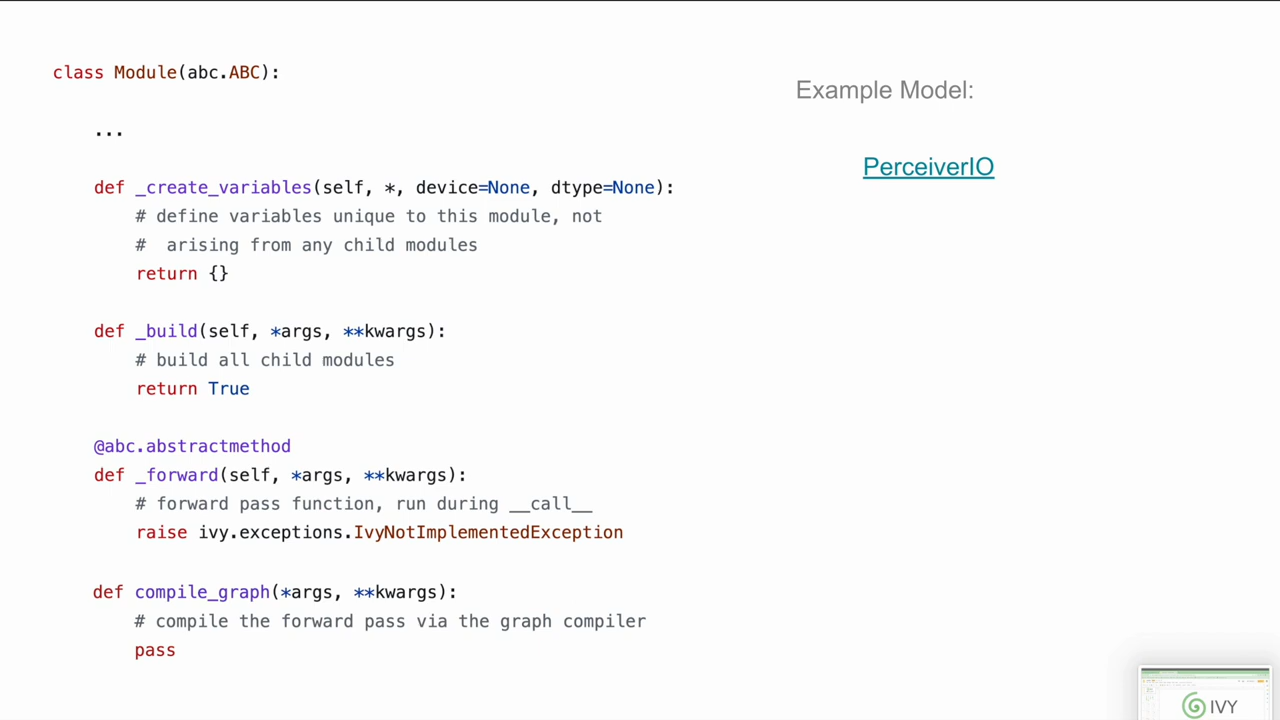 class Module(abc.ABC):
...
def _create_variables(self, *, device=None, dtype=None):
# define variables unique to this module, not
#  arising from any child modules
return {}
def _build(self, *args, **kwargs):
# build all child modules
return True
@abc.abstractmethod
def _forward(self, *args, **kwargs):
# forward pass function, run during __call__
raise ivy.exceptions.IvyNotImplementedException
def compile_graph(*args, **kwargs):
# compile the forward pass via the graph compiler
pass
Example Model:
PerceiverIO
IVY